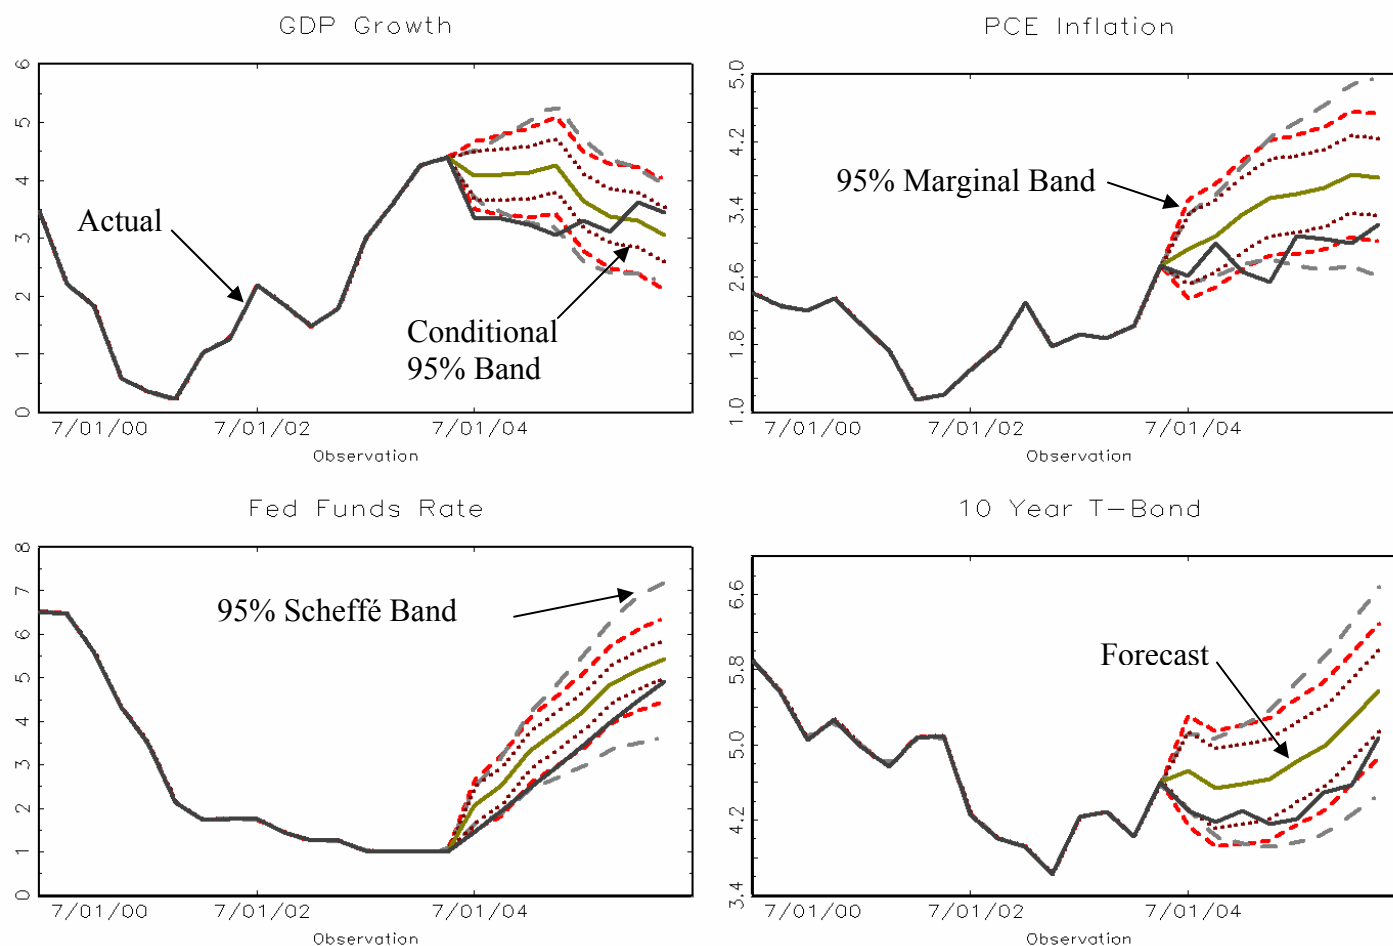 GDP Growth
6
5
4
3
2
1
0
Actual
Conditional
95% Band
7/01/00
7/01/02
7/01/04
Observation
PCE Inflation
5.0
4.2
3.4
2.6
1.8
1.0
95% Marginal Band
7/01/00
7/01/02
7/01/04
Observation
Fed Funds Rate
8
7
6
5
4
3
2
1
0
95% Scheffé Band
7/01/00
7/01/02
7/01/04
Observation
10 Year T-Bond
6.6
5.8
5.0
4.2
3.4
Forecast
7/01/00
7/01/02
7/01/04
Observation